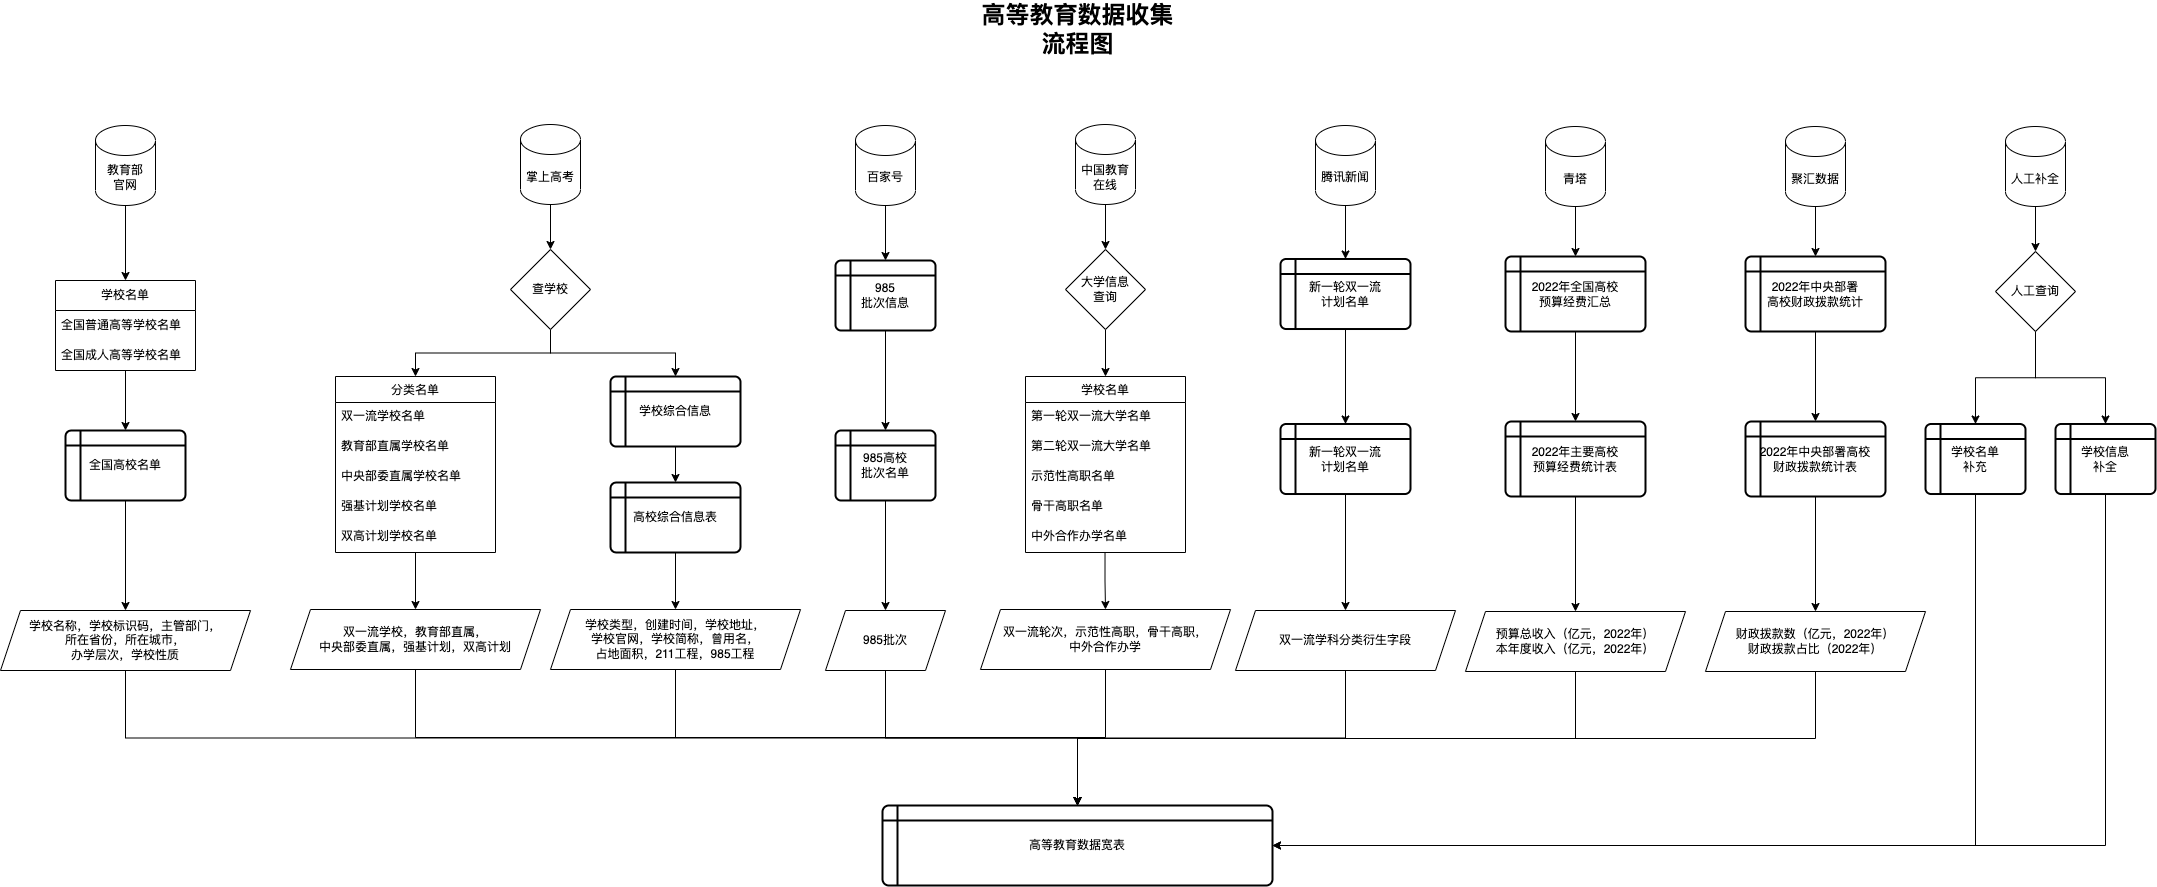 高等教育数据收集
流程图
教育部
官网
掌上高考
百家号
中国教育
在线
腾讯新闻
青塔
聚汇数据
人工补全
学校名单
全国普通高等学校名单
全国成人高等学校名单
查学校
985
批次信息
大学信息
查询
新一轮双一流
计划名单
2022年全国高校
预算经费汇总
2022年中央部署
高校财政拨款统计
人工查询
分类名单
双一流学校名单
教育部直属学校名单
中央部委直属学校名单
强基计划学校名单
双高计划学校名单
学校综合信息
高校综合信息表
学校名单
第一轮双一流大学名单
第二轮双一流大学名单
示范性高职名单
骨干高职名单
中外合作办学名单
全国高校名单
985高校
批次名单
新一轮双一流
计划名单
2022年主要高校
预算经费统计表
2022年中央部署高校
财政拨款统计表
学校名单
补充
学校信息
补全
学校名称，学校标识码，主管部门，
所在省份，所在城市，
办学层次，学校性质
双一流学校，教育部直属，
中央部委直属，强基计划，双高计划
学校类型，创建时间，学校地址，
学校官网，学校简称，曾用名，
占地面积，211工程，985工程
985批次
双一流轮次，示范性高职，骨干高职，
中外合作办学
双一流学科分类衍生字段
预算总收入（亿元，2022年）
本年度收入（亿元，2022年）
财政拨款数（亿元，2022年）
财政拨款占比（2022年）
高等教育数据宽表